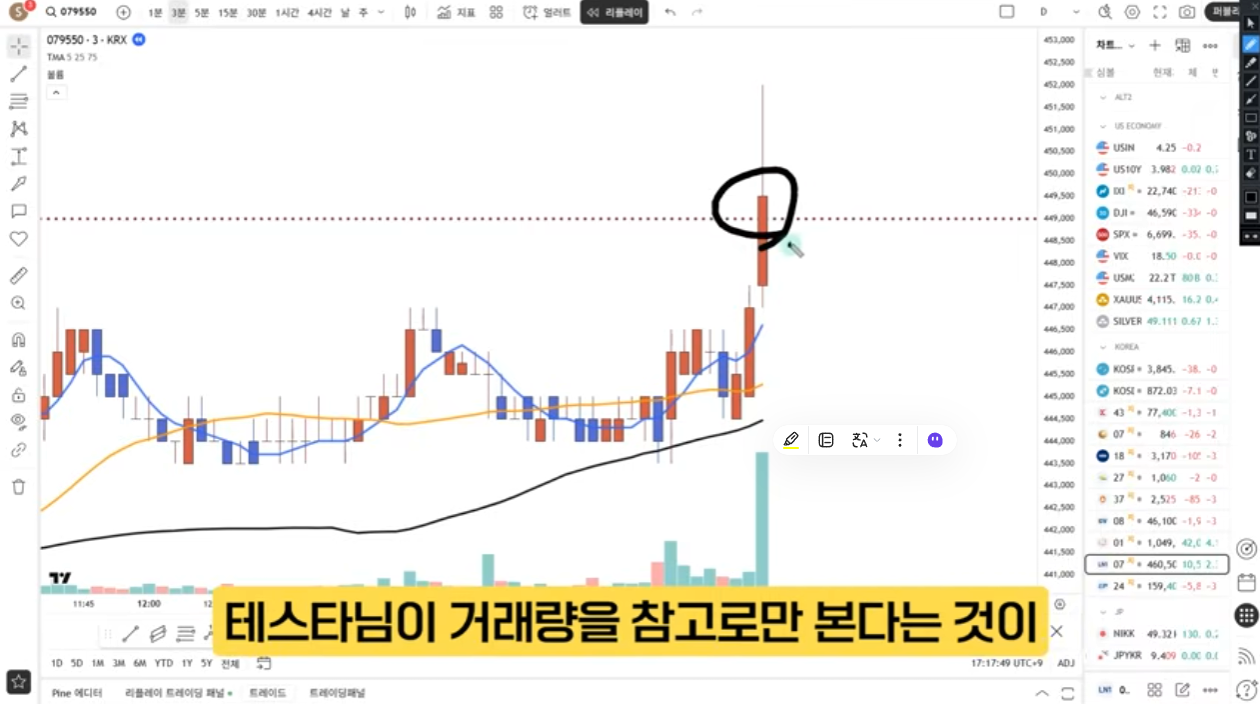 079550 1분 3분 5분 15분 30분 1시간 4시간 날 주 지표 얼러트 리플레이 D
079550 · 3 · KRX
TMA 5 25 75
볼륨
453,000
452,500
452,000
451,500
451,000
450,500
450,000
449,500
449,000
448,500
448,000
447,500
447,000
446,500
446,000
445,500
445,000
444,500
444,000
443,500
443,000
442,500
442,000
441,500
441,000
11:45 12:00
테스타님이 거래량을 참고로만 본다는 것이
1D 5D 1M 3M 6M YTD 1Y 5Y 전체 17:17:49 UTC+9 ADJ
Pine 에디터 리플레이 트레이딩 패널 트레이드 트레이딩패널
차트...
심볼 현재 체
ALT2
US ECONOMY
USIN 4.25 -0.2
US10Y 3.982 0.02 0.
IXI 22,740 -21 -0
DJI 46,590 -33 -0
SPX 6,699. -35. -0
VIX 18.50 -0.0 -0
USMC 22.2T 80B 0.
XAUUS 4,115. 16.2 0.
SILVER 49.111 0.67 1.
KOREA
KOSI 3,845. -38. -0
KOSI 872.03 -7.1 -0
43 77,400 -1,3 -1
07 846 -26 -2
18 3,170 -105 -3
27 1,060 -2 -0
37 2,525 -85 -3
08 46,100 -1,9 -3
01 1,049, 42,0 4.
07 460,50 10,5 2.
24 159,40 -5,8 -3
JP
NIKK 49.321 130. 0.2
JPYKR 9.409 0.00 0.0